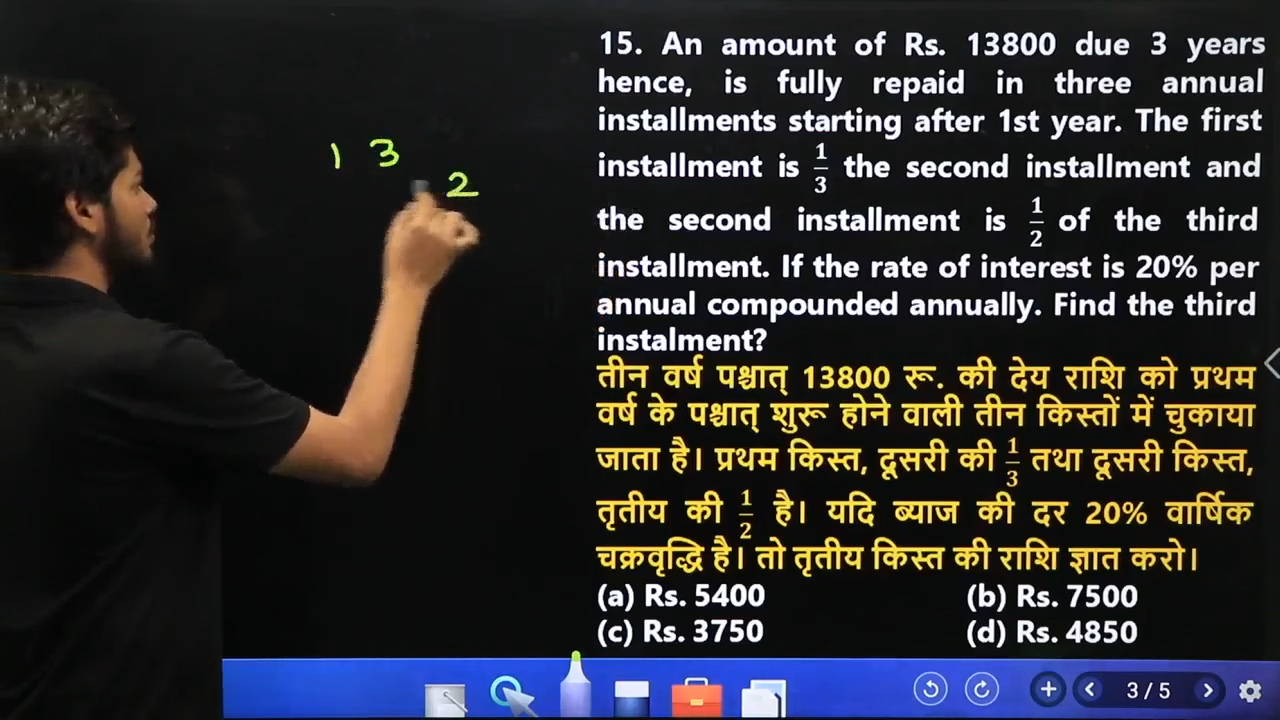 1 3
2
15. An amount of Rs. 13800 due 3 years
hence, is fully repaid in three annual
installments starting after 1st year. The first
installment is 1/3 the second installment and
the second installment is 1/2 of the third
installment. If the rate of interest is 20% per
annual compounded annually. Find the third
instalment?
तीन वर्ष पश्चात् 13800 रू. की देय राशि को प्रथम
वर्ष के पश्चात् शुरू होने वाली तीन किस्तों में चुकाया
जाता है। प्रथम किस्त, दूसरी की 1/3 तथा दूसरी किस्त,
तृतीय की 1/2 है। यदि ब्याज की दर 20% वार्षिक
चक्रवृद्धि है। तो तृतीय किस्त की राशि ज्ञात करो।
(a) Rs. 5400 (b) Rs. 7500
(c) Rs. 3750 (d) Rs. 4850
3 / 5